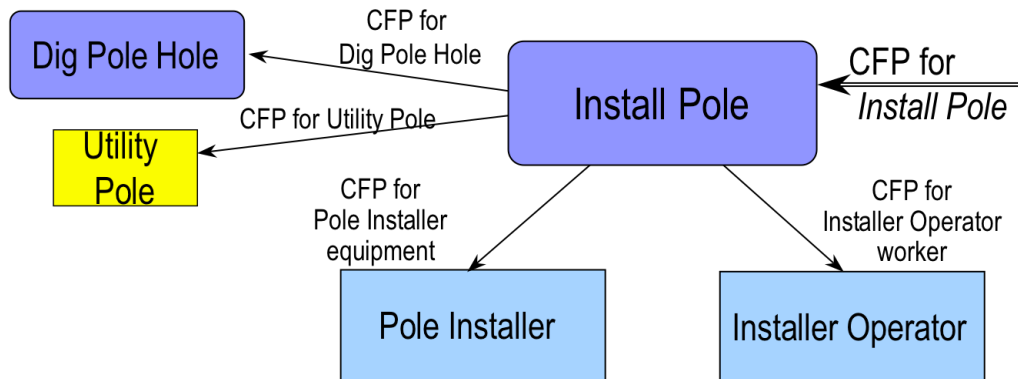 CFP for
Dig Pole Hole
Dig Pole Hole
CFP for
Install Pole
Install Pole
CFP for Utility Pole
Utility
Pole
CFP for
Pole Installer
equipment
CFP for
Installer Operator
worker
Pole Installer
Installer Operator